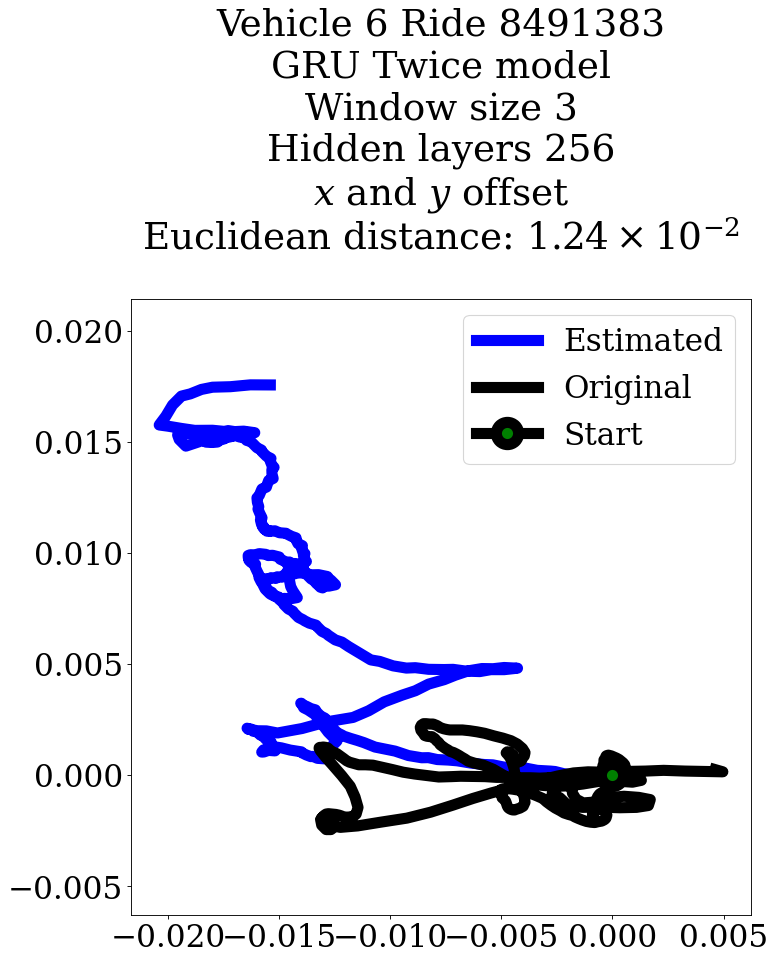 Vehicle 6 Ride 8491383
GRU Twice model
Window size 3
Hidden layers 256
x and y offset
Euclidean distance: 1.24 × 10⁻²
Estimated
Original
Start
0.020
0.015
0.010
0.005
0.000
−0.005
−0.020 −0.015 −0.010 −0.005 0.000 0.005